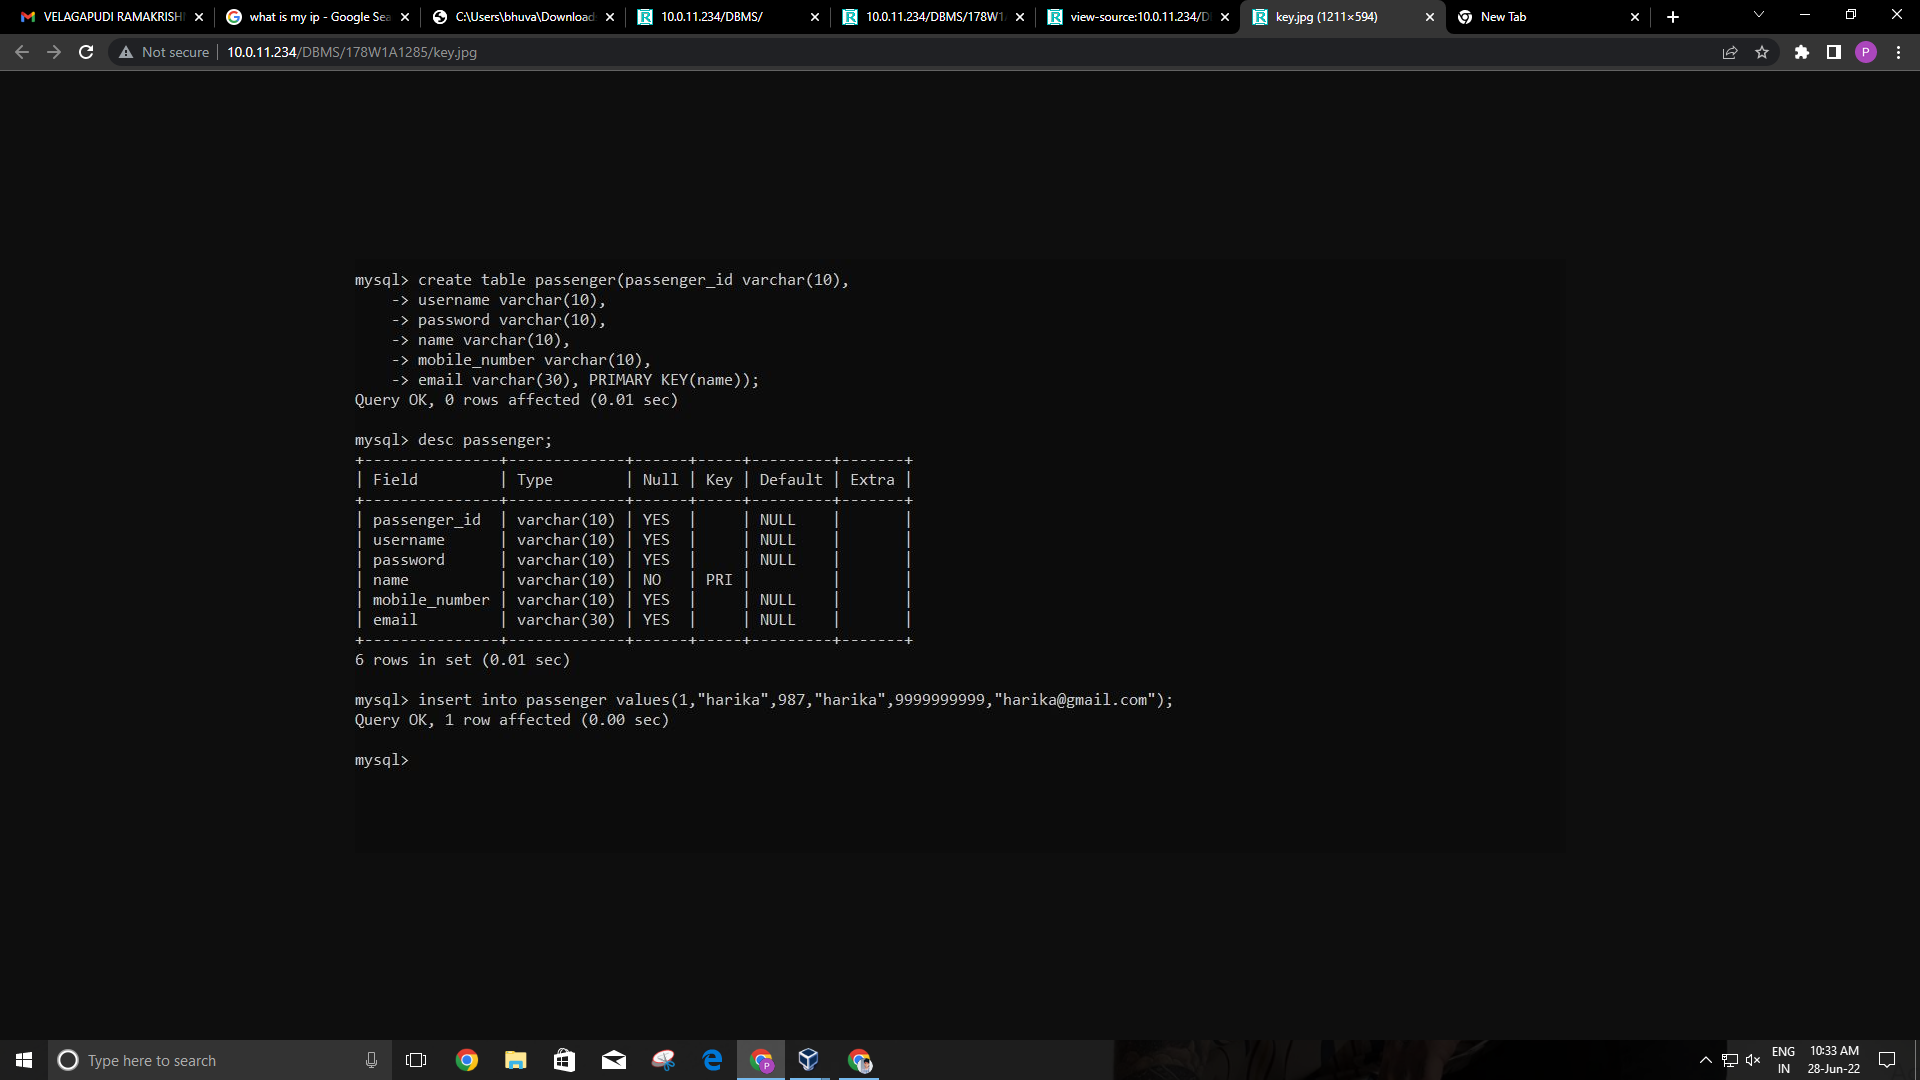 VELAGAPUDI RAMAKRISH
what is my ip - Google Sea
C:\Users\bhuva\Download
10.0.11.234/DBMS/
10.0.11.234/DBMS/178W1
view-source:10.0.11.234/D
key.jpg (1211×594)
New Tab
Not secure
10.0.11.234/DBMS/178W1A1285/key.jpg
P
mysql> create table passenger(passenger_id varchar(10),
    -> username varchar(10),
    -> password varchar(10),
    -> name varchar(10),
    -> mobile_number varchar(10),
    -> email varchar(30), PRIMARY KEY(name));
Query OK, 0 rows affected (0.01 sec)
mysql> desc passenger;
+---------------+-------------+------+-----+---------+-------+
| Field         | Type        | Null | Key | Default | Extra |
+---------------+-------------+------+-----+---------+-------+
| passenger_id  | varchar(10) | YES  |     | NULL    |       |
| username      | varchar(10) | YES  |     | NULL    |       |
| password      | varchar(10) | YES  |     | NULL    |       |
| name          | varchar(10) | NO   | PRI |         |       |
| mobile_number | varchar(10) | YES  |     | NULL    |       |
| email         | varchar(30) | YES  |     | NULL    |       |
+---------------+-------------+------+-----+---------+-------+
6 rows in set (0.01 sec)
mysql> insert into passenger values(1,"harika",987,"harika",9999999999,"harika@gmail.com");
Query OK, 1 row affected (0.00 sec)
mysql>
Type here to search
P
ENG
IN
10:33 AM
28-Jun-22